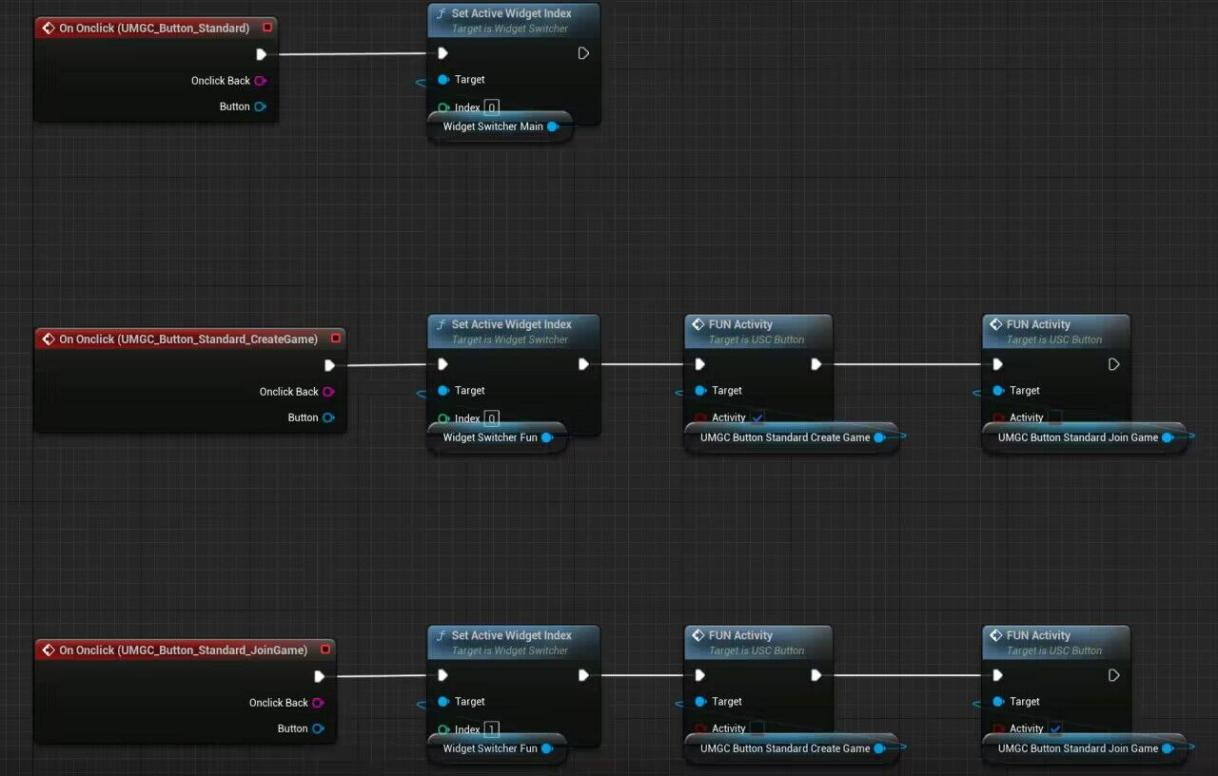 On Onclick (UMGC_Button_Standard)
Onclick Back
Button
f Set Active Widget Index
Target is Widget Switcher
Target
Index 0
Widget Switcher Main
On Onclick (UMGC_Button_Standard_CreateGame)
Onclick Back
Button
f Set Active Widget Index
Target is Widget Switcher
Target
Index 0
Widget Switcher Fun
FUN Activity
Target is USC Button
Target
Activity
UMGC Button Standard Create Game
FUN Activity
Target is USC Button
Target
Activity
UMGC Button Standard Join Game
On Onclick (UMGC_Button_Standard_JoinGame)
Onclick Back
Button
f Set Active Widget Index
Target is Widget Switcher
Target
Index 1
Widget Switcher Fun
FUN Activity
Target is USC Button
Target
Activity
UMGC Button Standard Create Game
FUN Activity
Target is USC Button
Target
Activity
UMGC Button Standard Join Game